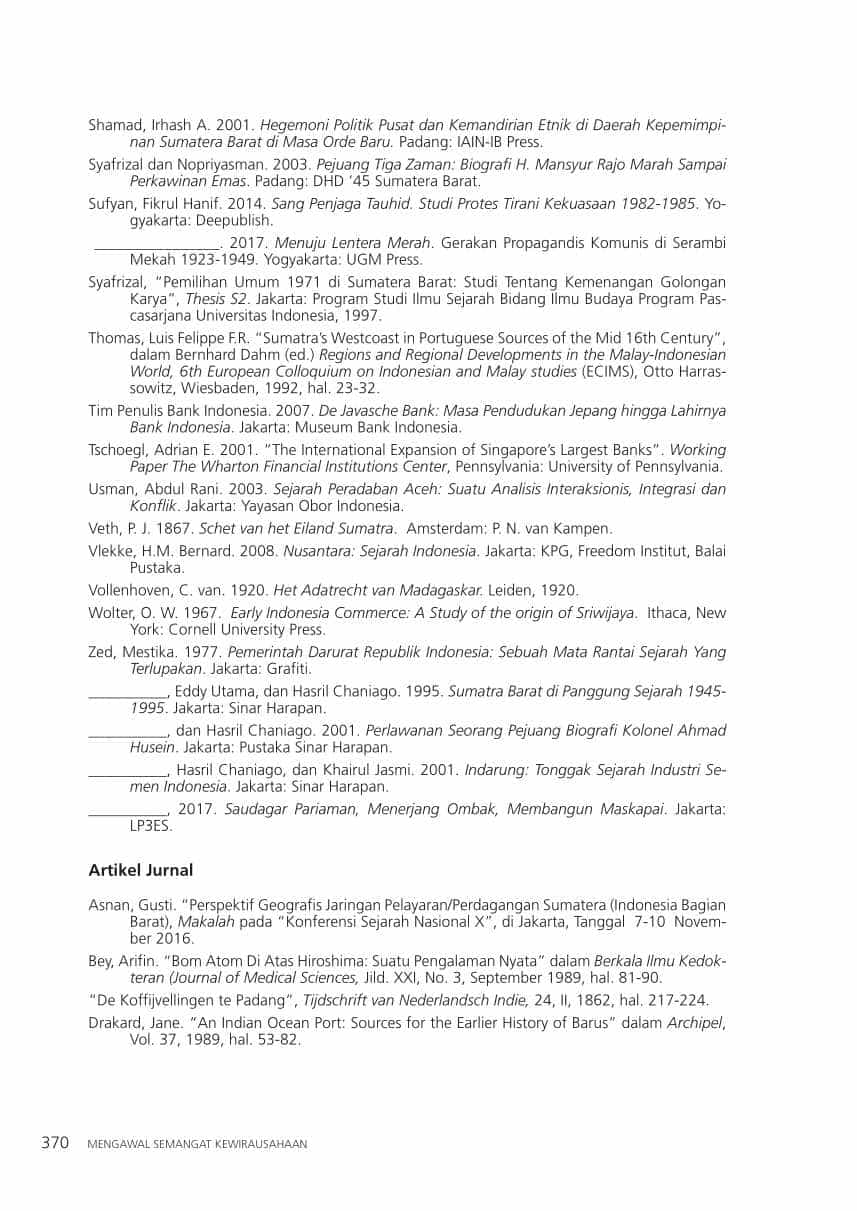 Shamad, Irhash A. 2001. Hegemoni Politik Pusat dan Kemandirian Etnik di Daerah Kepemimpi-
nan Sumatera Barat di Masa Orde Baru. Padang: IAIN-IB Press.
Syafrizal dan Nopriyasman. 2003. Pejuang Tiga Zaman: Biografi H. Mansyur Rajo Marah Sampai
Perkawinan Emas. Padang: DHD ‘45 Sumatera Barat.
Sufyan, Fikrul Hanif. 2014. Sang Penjaga Tauhid. Studi Protes Tirani Kekuasaan 1982-1985. Yo-
gyakarta: Deepublish.
________________. 2017. Menuju Lentera Merah. Gerakan Propagandis Komunis di Serambi
Mekah 1923-1949. Yogyakarta: UGM Press.
Syafrizal, “Pemilihan Umum 1971 di Sumatera Barat: Studi Tentang Kemenangan Golongan
Karya”, Thesis S2. Jakarta: Program Studi Ilmu Sejarah Bidang Ilmu Budaya Program Pas-
casarjana Universitas Indonesia, 1997.
Thomas, Luis Felippe F.R. “Sumatra’s Westcoast in Portuguese Sources of the Mid 16th Century”,
dalam Bernhard Dahm (ed.) Regions and Regional Developments in the Malay-Indonesian
World, 6th European Colloquium on Indonesian and Malay studies (ECIMS), Otto Harras-
sowitz, Wiesbaden, 1992, hal. 23-32.
Tim Penulis Bank Indonesia. 2007. De Javasche Bank: Masa Pendudukan Jepang hingga Lahirnya
Bank Indonesia. Jakarta: Museum Bank Indonesia.
Tschoegl, Adrian E. 2001. “The International Expansion of Singapore’s Largest Banks”. Working
Paper The Wharton Financial Institutions Center, Pennsylvania: University of Pennsylvania.
Usman, Abdul Rani. 2003. Sejarah Peradaban Aceh: Suatu Analisis Interaksionis, Integrasi dan
Konflik. Jakarta: Yayasan Obor Indonesia.
Veth, P. J. 1867. Schet van het Eiland Sumatra. Amsterdam: P. N. van Kampen.
Vlekke, H.M. Bernard. 2008. Nusantara: Sejarah Indonesia. Jakarta: KPG, Freedom Institut, Balai
Pustaka.
Vollenhoven, C. van. 1920. Het Adatrecht van Madagaskar. Leiden, 1920.
Wolter, O. W. 1967. Early Indonesia Commerce: A Study of the origin of Sriwijaya. Ithaca, New
York: Cornell University Press.
Zed, Mestika. 1977. Pemerintah Darurat Republik Indonesia: Sebuah Mata Rantai Sejarah Yang
Terlupakan. Jakarta: Grafiti.
__________, Eddy Utama, dan Hasril Chaniago. 1995. Sumatra Barat di Panggung Sejarah 1945-
1995. Jakarta: Sinar Harapan.
__________, dan Hasril Chaniago. 2001. Perlawanan Seorang Pejuang Biografi Kolonel Ahmad
Husein. Jakarta: Pustaka Sinar Harapan.
__________, Hasril Chaniago, dan Khairul Jasmi. 2001. Indarung: Tonggak Sejarah Industri Se-
men Indonesia. Jakarta: Sinar Harapan.
__________, 2017. Saudagar Pariaman, Menerjang Ombak, Membangun Maskapai. Jakarta:
LP3ES.
Artikel Jurnal
Asnan, Gusti. “Perspektif Geografis Jaringan Pelayaran/Perdagangan Sumatera (Indonesia Bagian
Barat), Makalah pada “Konferensi Sejarah Nasional X”, di Jakarta, Tanggal 7-10 Novem-
ber 2016.
Bey, Arifin. “Bom Atom Di Atas Hiroshima: Suatu Pengalaman Nyata” dalam Berkala Ilmu Kedok-
teran (Journal of Medical Sciences, Jild. XXI, No. 3, September 1989, hal. 81-90.
“De Koffijvellingen te Padang”, Tijdschrift van Nederlandsch Indie, 24, II, 1862, hal. 217-224.
Drakard, Jane. “An Indian Ocean Port: Sources for the Earlier History of Barus” dalam Archipel,
Vol. 37, 1989, hal. 53-82.
370 MENGAWAL SEMANGAT KEWIRAUSAHAAN